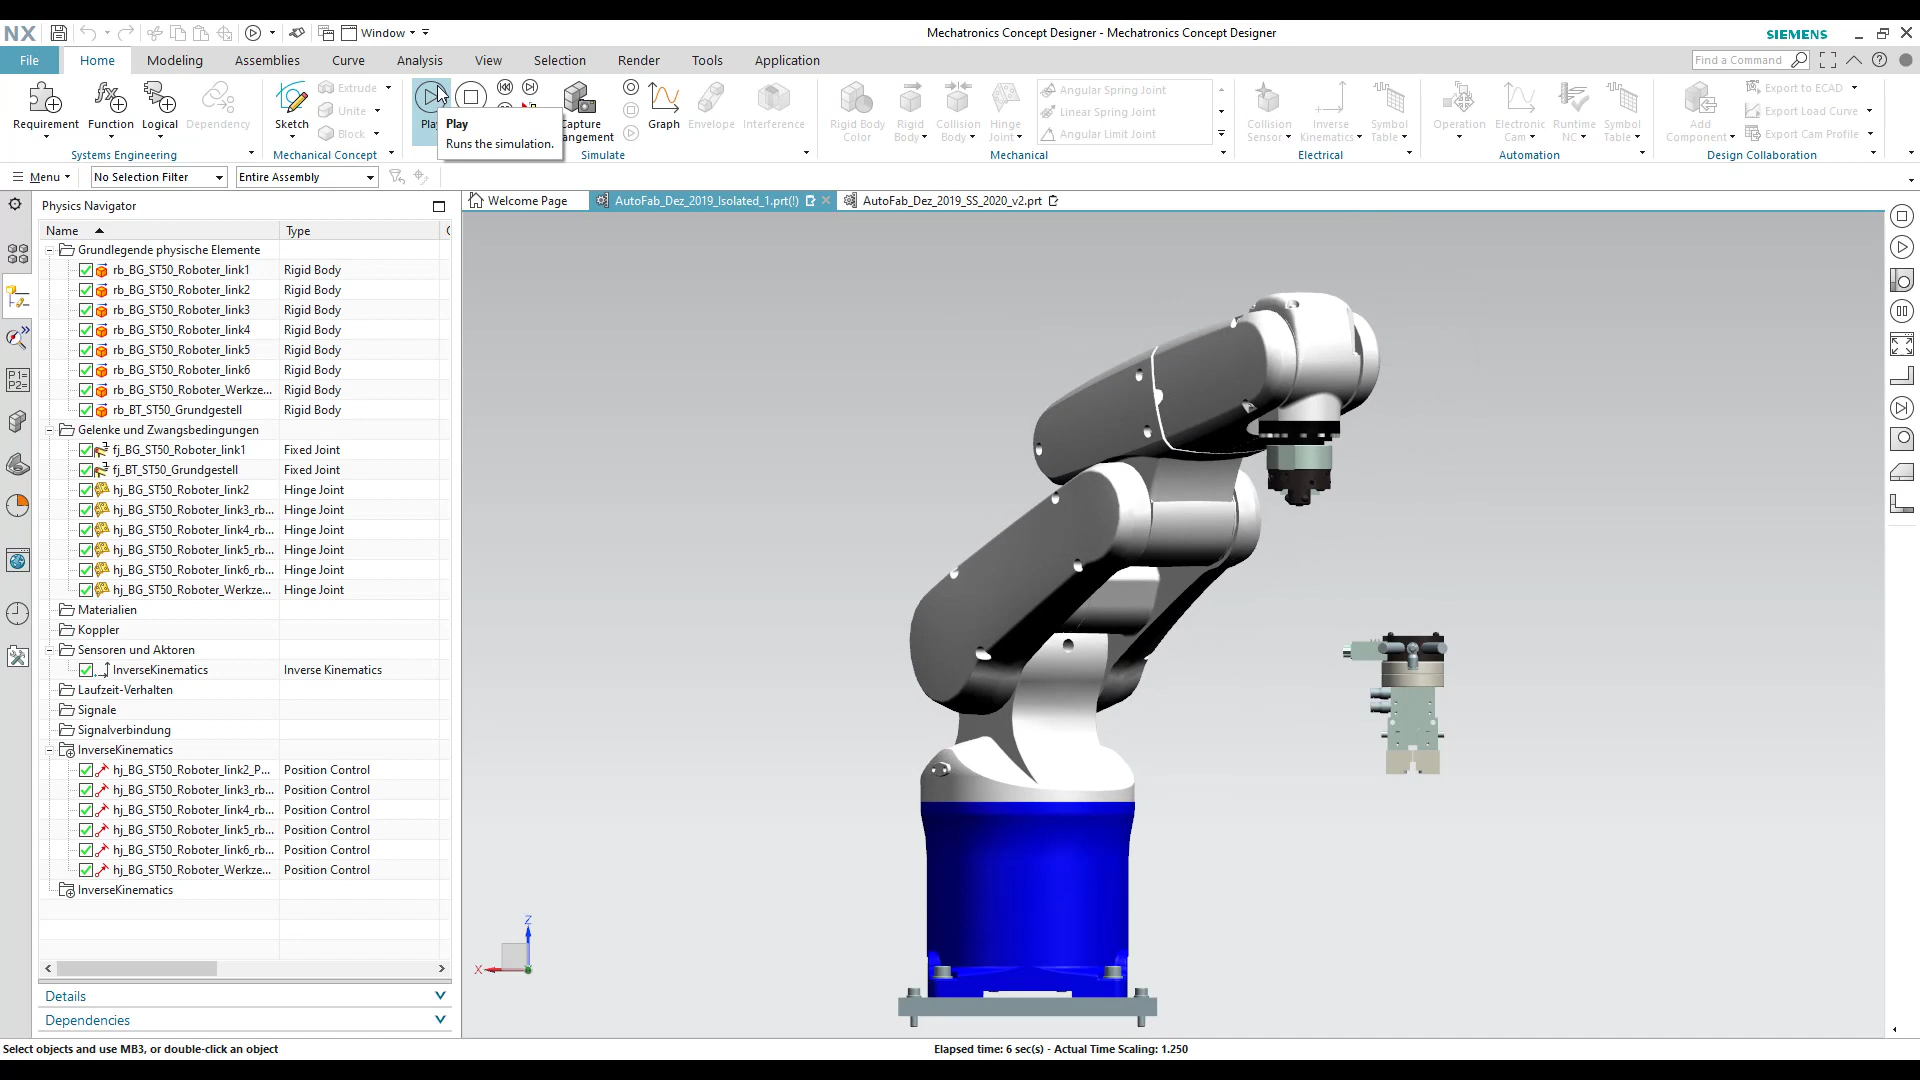 NX Window Mechatronics Concept Designer - Mechatronics Concept Designer SIEMENS
File Home Modeling Assemblies Curve Analysis View Selection Render Tools Application Find a Command
Requirement Function Logical Dependency
Systems Engineering
Sketch Extrude Unite Block
Mechanical Concept
Play
Runs the simulation.
Capture
Graph Envelope Interference
Simulate
Rigid Body Color
Rigid Body
Collision Body
Hinge Joint
Angular Spring Joint
Linear Spring Joint
Angular Limit Joint
Mechanical
Collision Sensor
Inverse Kinematics
Symbol Table
Electrical
Operation
Electronic Cam
Runtime NC
Symbol Table
Automation
Add Component
Export to ECAD
Export Load Curve
Export Cam Profile
Design Collaboration
Menu No Selection Filter Entire Assembly
Physics Navigator
Welcome Page AutoFab_Dez_2019_Isolated_1.prt(!) AutoFab_Dez_2019_SS_2020_v2.prt
Name Type
Grundlegende physische Elemente
rb_BG_ST50_Roboter_link1 Rigid Body
rb_BG_ST50_Roboter_link2 Rigid Body
rb_BG_ST50_Roboter_link3 Rigid Body
rb_BG_ST50_Roboter_link4 Rigid Body
rb_BG_ST50_Roboter_link5 Rigid Body
rb_BG_ST50_Roboter_link6 Rigid Body
rb_BG_ST50_Roboter_Werkze... Rigid Body
rb_BT_ST50_Grundgestell Rigid Body
Gelenke und Zwangsbedingungen
fj_BG_ST50_Roboter_link1 Fixed Joint
fj_BT_ST50_Grundgestell Fixed Joint
hj_BG_ST50_Roboter_link2 Hinge Joint
hj_BG_ST50_Roboter_link3_rb... Hinge Joint
hj_BG_ST50_Roboter_link4_rb... Hinge Joint
hj_BG_ST50_Roboter_link5_rb... Hinge Joint
hj_BG_ST50_Roboter_link6_rb... Hinge Joint
hj_BG_ST50_Roboter_Werkze... Hinge Joint
Materialien
Koppler
Sensoren und Aktoren
InverseKinematics Inverse Kinematics
Laufzeit-Verhalten
Signale
Signalverbindung
InverseKinematics
hj_BG_ST50_Roboter_link2_P... Position Control
hj_BG_ST50_Roboter_link3_rb... Position Control
hj_BG_ST50_Roboter_link4_rb... Position Control
hj_BG_ST50_Roboter_link5_rb... Position Control
hj_BG_ST50_Roboter_link6_rb... Position Control
hj_BG_ST50_Roboter_Werkze... Position Control
InverseKinematics
Details
Dependencies
Z
X
P1=
P2=
Select objects and use MB3, or double-click an object Elapsed time: 6 sec(s) - Actual Time Scaling: 1.250